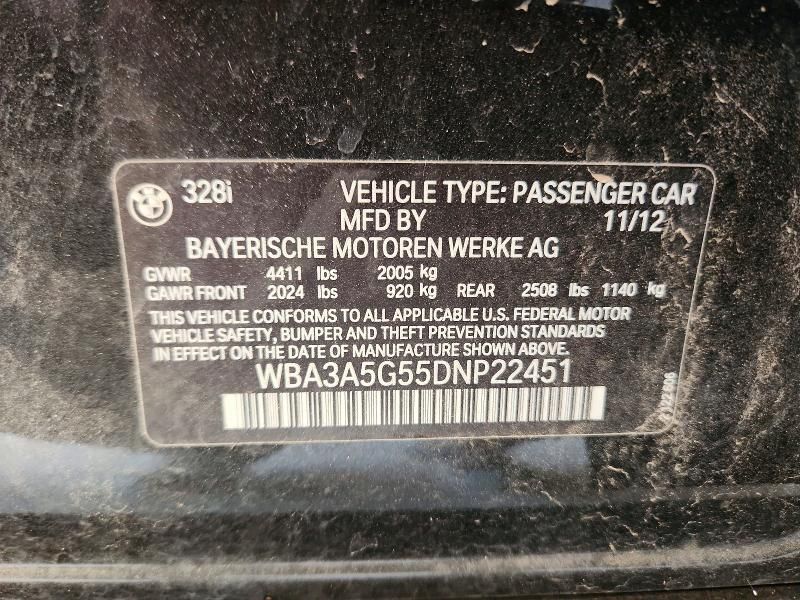 BMW
328i VEHICLE TYPE: PASSENGER CAR
MFD BY 11/12
BAYERISCHE MOTOREN WERKE AG
GVWR 4411 lbs 2005 kg
GAWR FRONT 2024 lbs 920 kg REAR 2508 lbs 1140 kg
THIS VEHICLE CONFORMS TO ALL APPLICABLE U.S. FEDERAL MOTOR
VEHICLE SAFETY, BUMPER AND THEFT PREVENTION STANDARDS
IN EFFECT ON THE DATE OF MANUFACTURE SHOWN ABOVE.
WBA3A5G55DNP22451